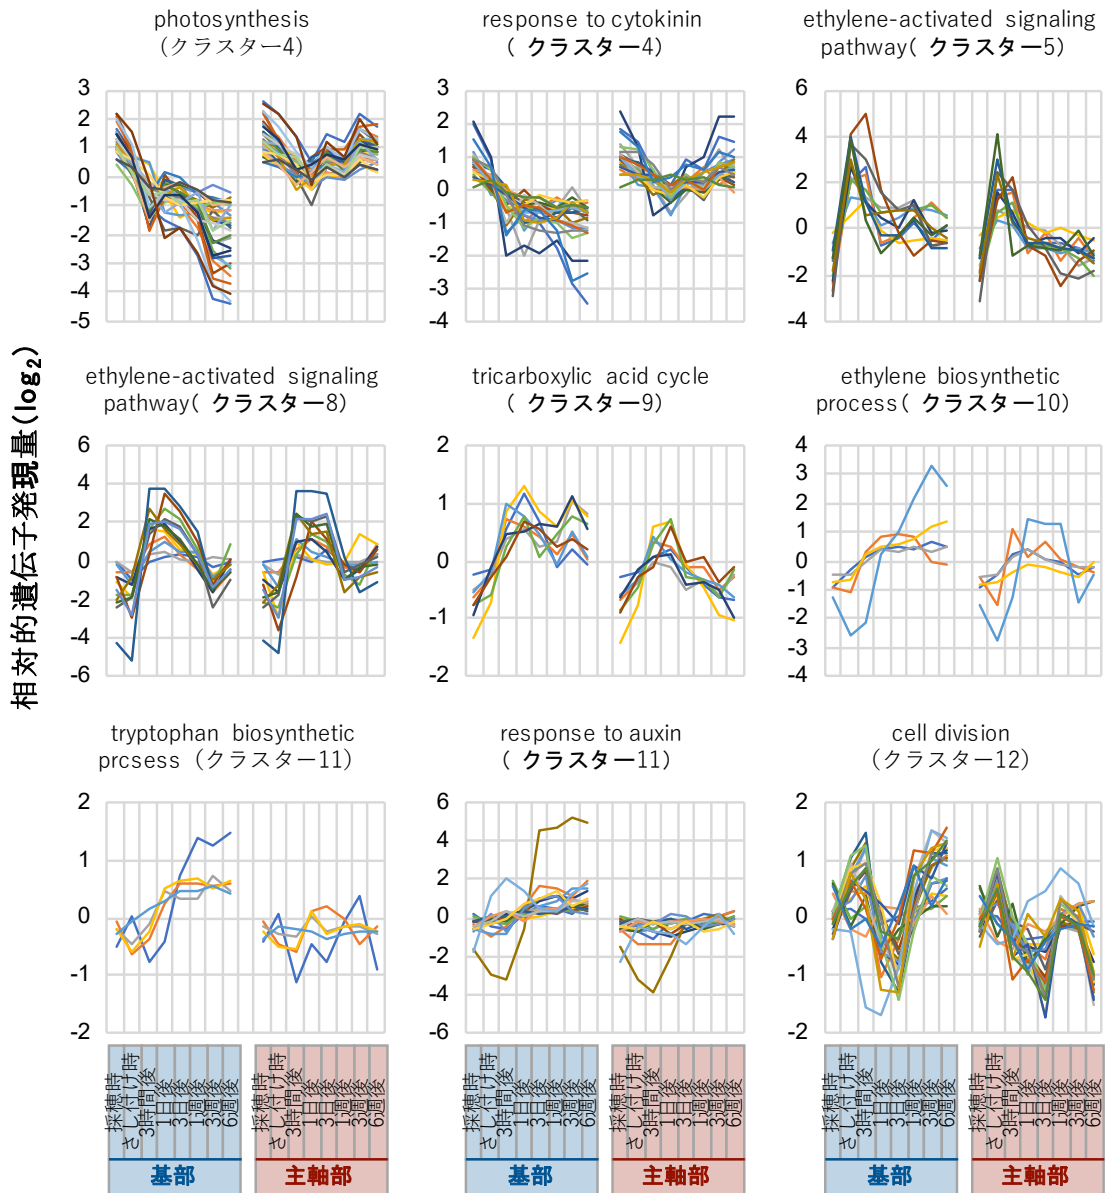 photosynthesis
(クラスター4)
response to cytokinin
( クラスター4)
ethylene-activated signaling
pathway( クラスター5)
3
2
1
0
-1
-2
-3
-4
-5
3
2
1
0
-1
-2
-3
-4
6
4
2
0
-2
-4
相対的遺伝子発現量(log2)
ethylene-activated signaling
pathway( クラスター8)
tricarboxylic acid cycle
( クラスター9)
ethylene biosynthetic
process( クラスター10)
6
4
2
0
-2
-4
-6
2
1
0
-1
-2
4
3
2
1
0
-1
-2
-3
-4
tryptophan biosynthetic
prcsess (クラスター11)
response to auxin
( クラスター11)
cell division
(クラスター12)
2
1
0
-1
-2
6
4
2
0
-2
-4
-6
2
1
0
-1
-2
採穂時
さし付け時
3時間後
1日後
3日後
1週後
3週後
6週後
基部
採穂時
さし付け時
3時間後
1日後
3日後
1週後
3週後
6週後
主軸部
採穂時
さし付け時
3時間後
1日後
3日後
1週後
3週後
6週後
基部
採穂時
さし付け時
3時間後
1日後
3日後
1週後
3週後
6週後
主軸部
採穂時
さし付け時
3時間後
1日後
3日後
1週後
3週後
6週後
基部
採穂時
さし付け時
3時間後
1日後
3日後
1週後
3週後
6週後
主軸部